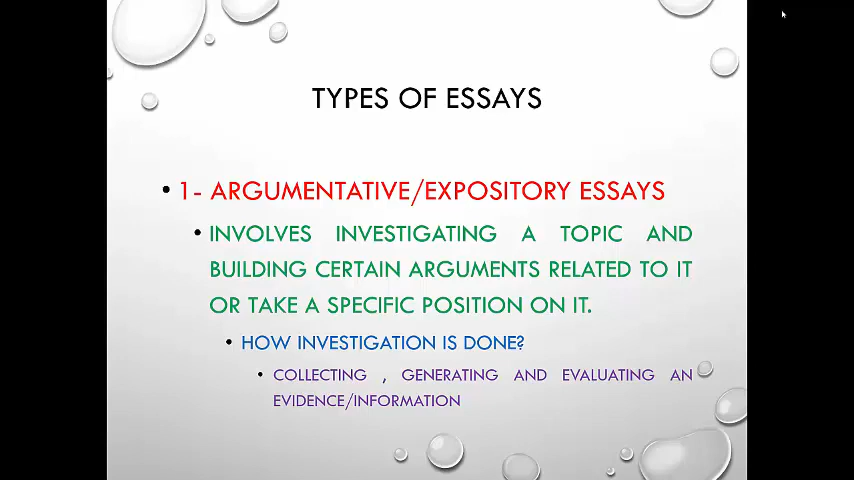 TYPES OF ESSAYS
• 1- ARGUMENTATIVE/EXPOSITORY ESSAYS
• INVOLVES INVESTIGATING A TOPIC AND
BUILDING CERTAIN ARGUMENTS RELATED TO IT
OR TAKE A SPECIFIC POSITION ON IT.
• HOW INVESTIGATION IS DONE?
• COLLECTING , GENERATING AND EVALUATING AN
EVIDENCE/INFORMATION